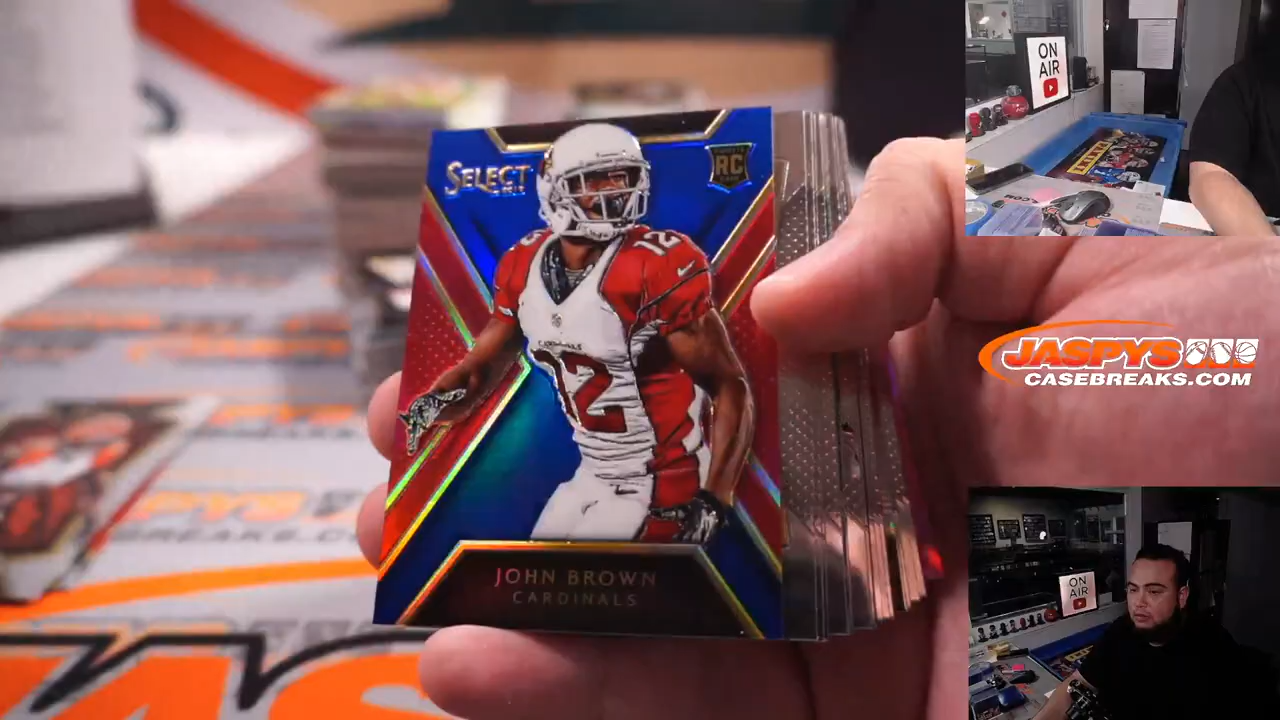 SELECT
RC
12
CARDINALS
12
JOHN BROWN
CARDINALS
ON
AIR
JASPYS
CASEBREAKS.COM
ON
AIR